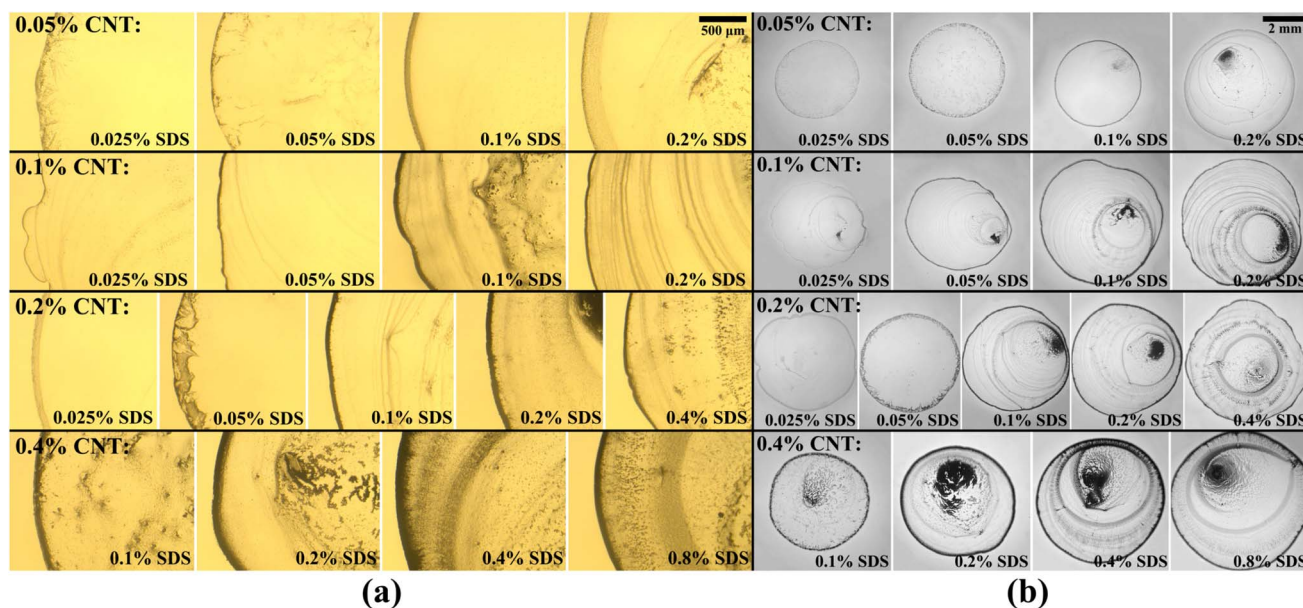 0.05% CNT:
500 µm
0.025% SDS
0.05% SDS
0.1% SDS
0.2% SDS
0.1% CNT:
0.025% SDS
0.05% SDS
0.1% SDS
0.2% SDS
0.2% CNT:
0.025% SDS
0.05% SDS
0.1% SDS
0.2% SDS
0.4% SDS
0.4% CNT:
0.1% SDS
0.2% SDS
0.4% SDS
0.8% SDS
(a)
0.05% CNT:
2 mm
0.025% SDS
0.05% SDS
0.1% SDS
0.2% SDS
0.1% CNT:
0.025% SDS
0.05% SDS
0.1% SDS
0.2% SDS
0.2% CNT:
0.025% SDS
0.05% SDS
0.1% SDS
0.2% SDS
0.4% SDS
0.4% CNT:
0.1% SDS
0.2% SDS
0.4% SDS
0.8% SDS
(b)